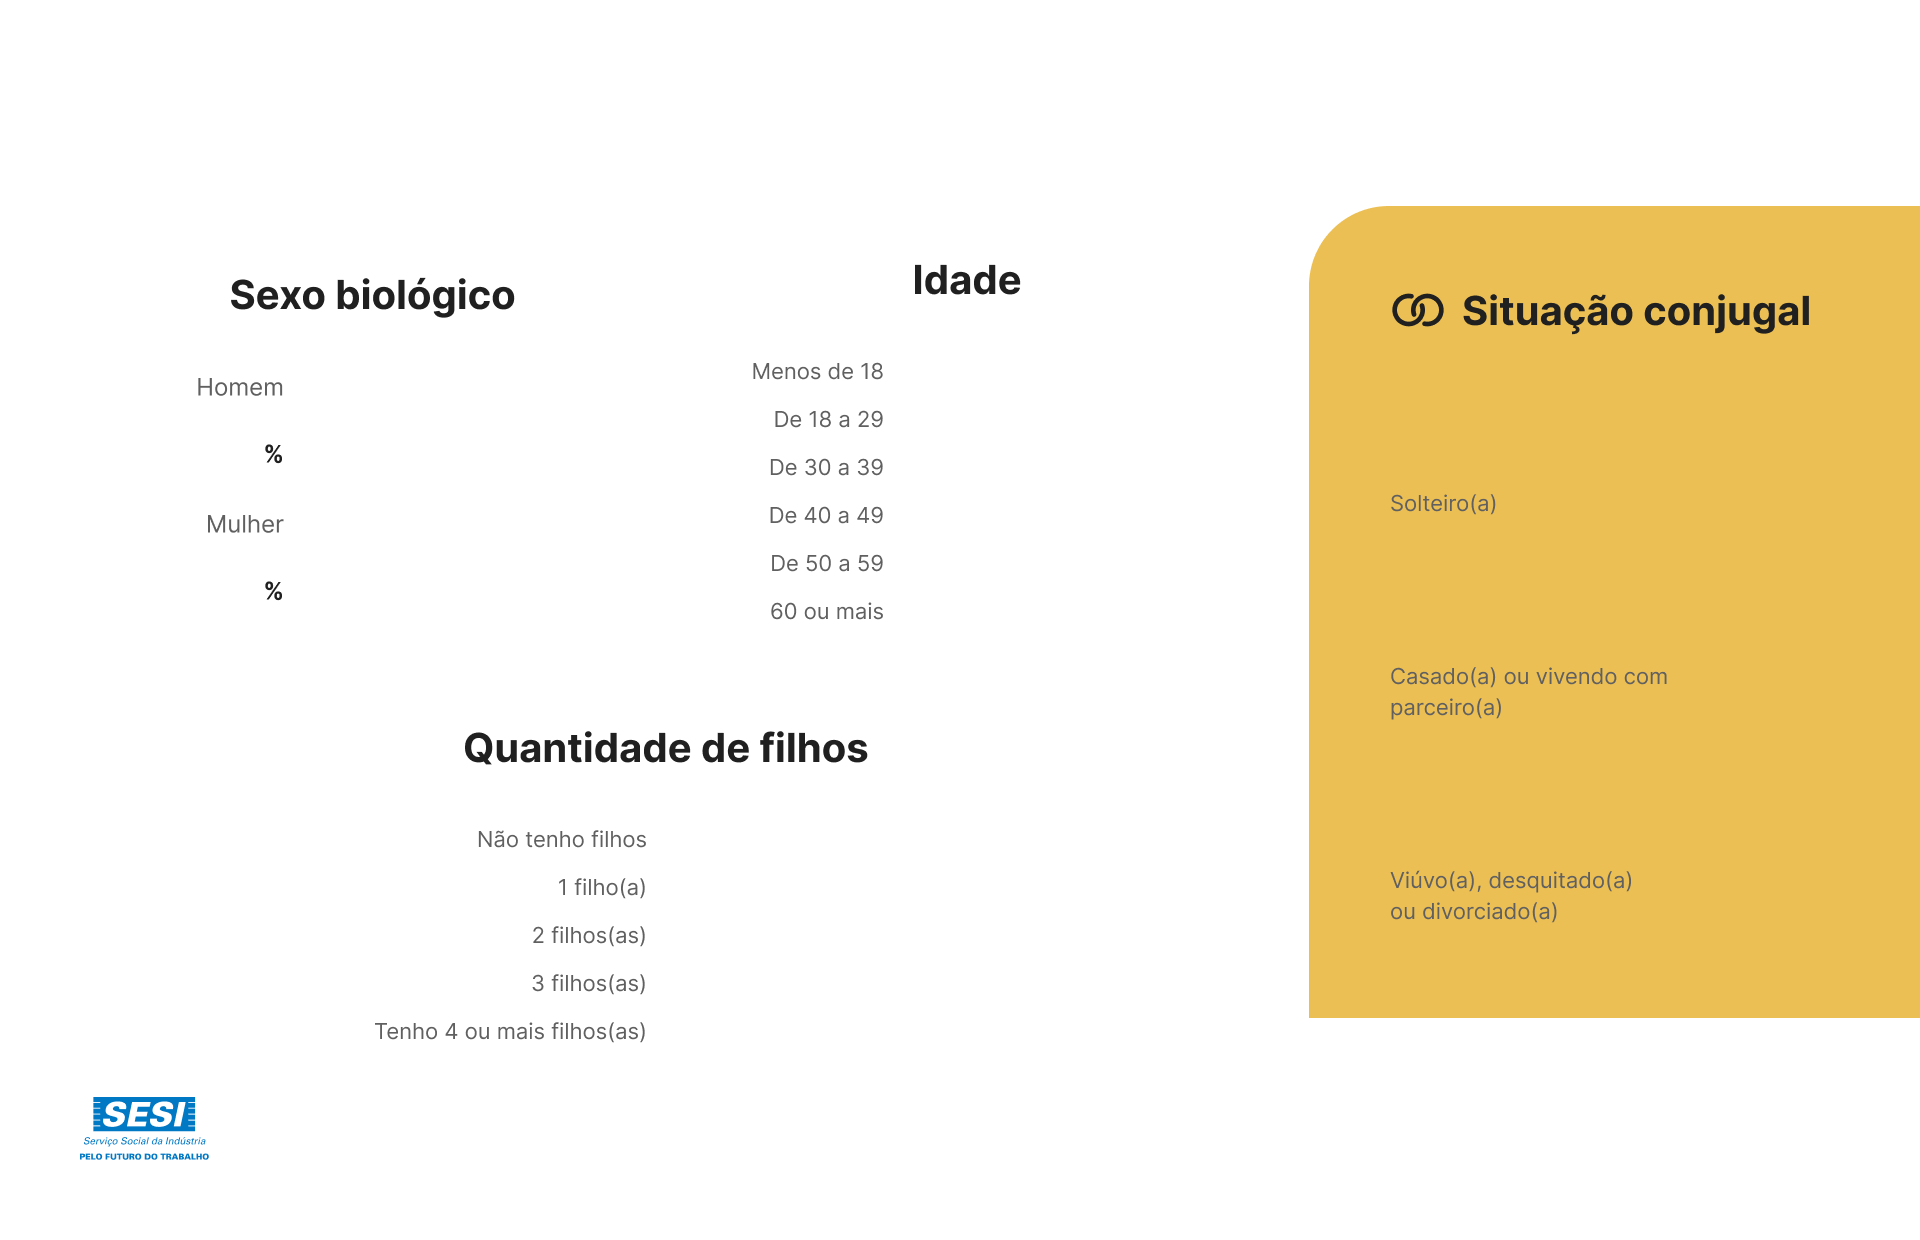 Sexo biológico
Homem
%
Mulher
%
Idade
Menos de 18
De 18 a 29
De 30 a 39
De 40 a 49
De 50 a 59
60 ou mais
Quantidade de filhos
Não tenho filhos
1 filho(a)
2 filhos(as)
3 filhos(as)
Tenho 4 ou mais filhos(as)
Situação conjugal
Solteiro(a)
Casado(a) ou vivendo com
parceiro(a)
Viúvo(a), desquitado(a)
ou divorciado(a)
SESI
Serviço Social da Indústria
PELO FUTURO DO TRABALHO